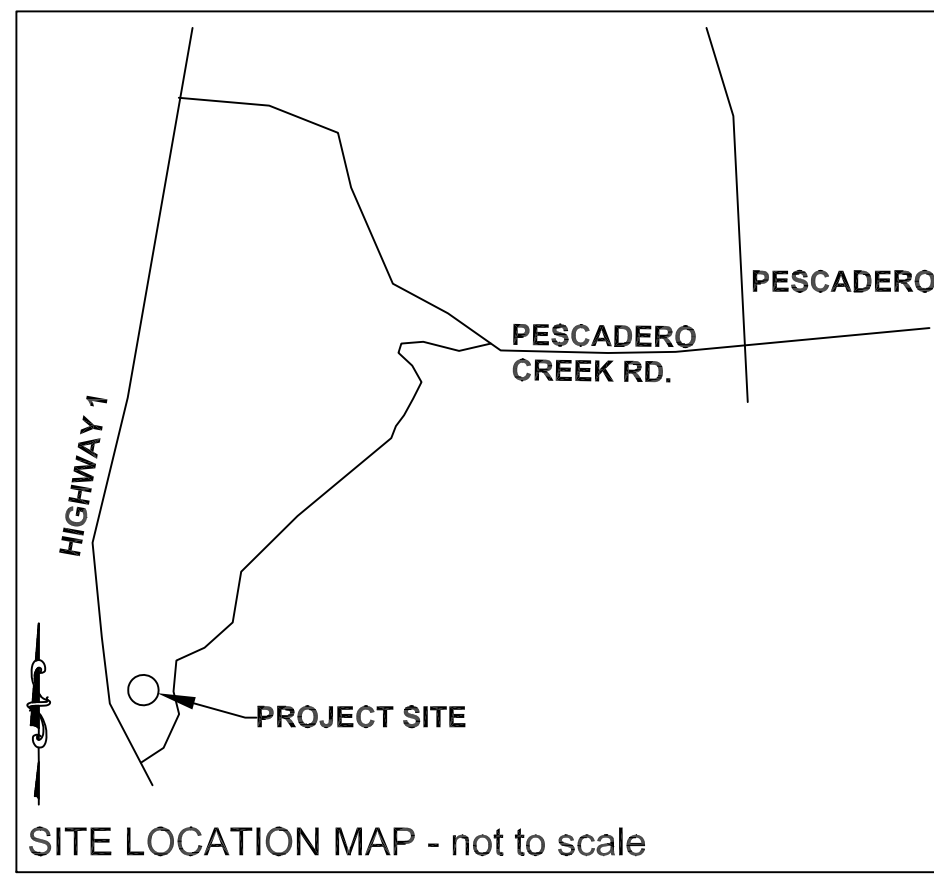 PESCADERO
PESCADERO
CREEK RD.
HIGHWAY 1
PROJECT SITE
SITE LOCATION MAP - not to scale